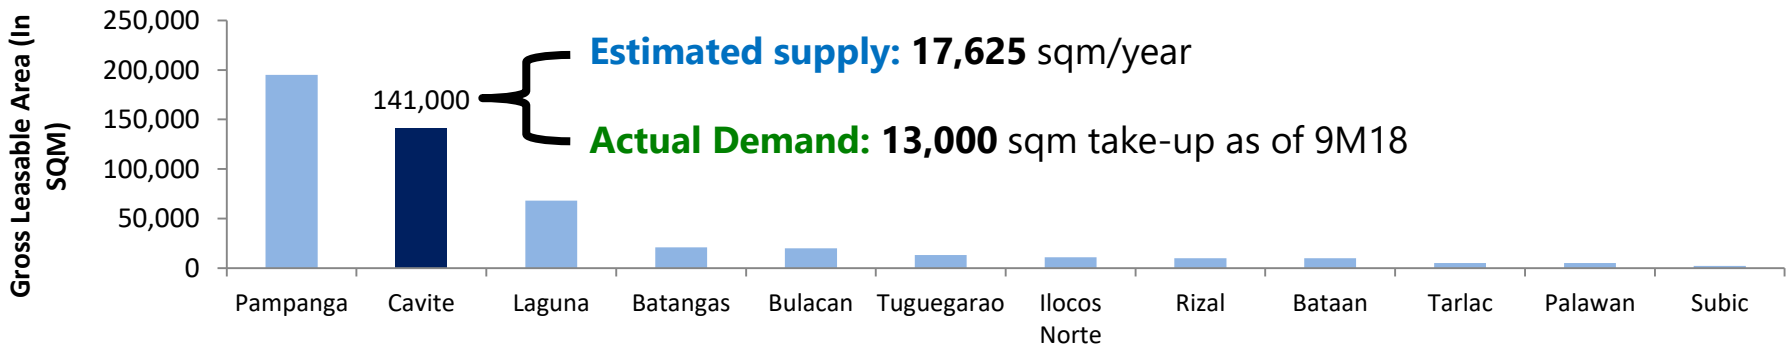 Gross Leasable Area (In
SQM)
250,000
200,000
150,000
100,000
50,000
0
141,000
Estimated supply: 17,625 sqm/year
Actual Demand: 13,000 sqm take-up as of 9M18
Pampanga
Cavite
Laguna
Batangas
Bulacan
Tuguegarao
Ilocos
Norte
Rizal
Bataan
Tarlac
Palawan
Subic